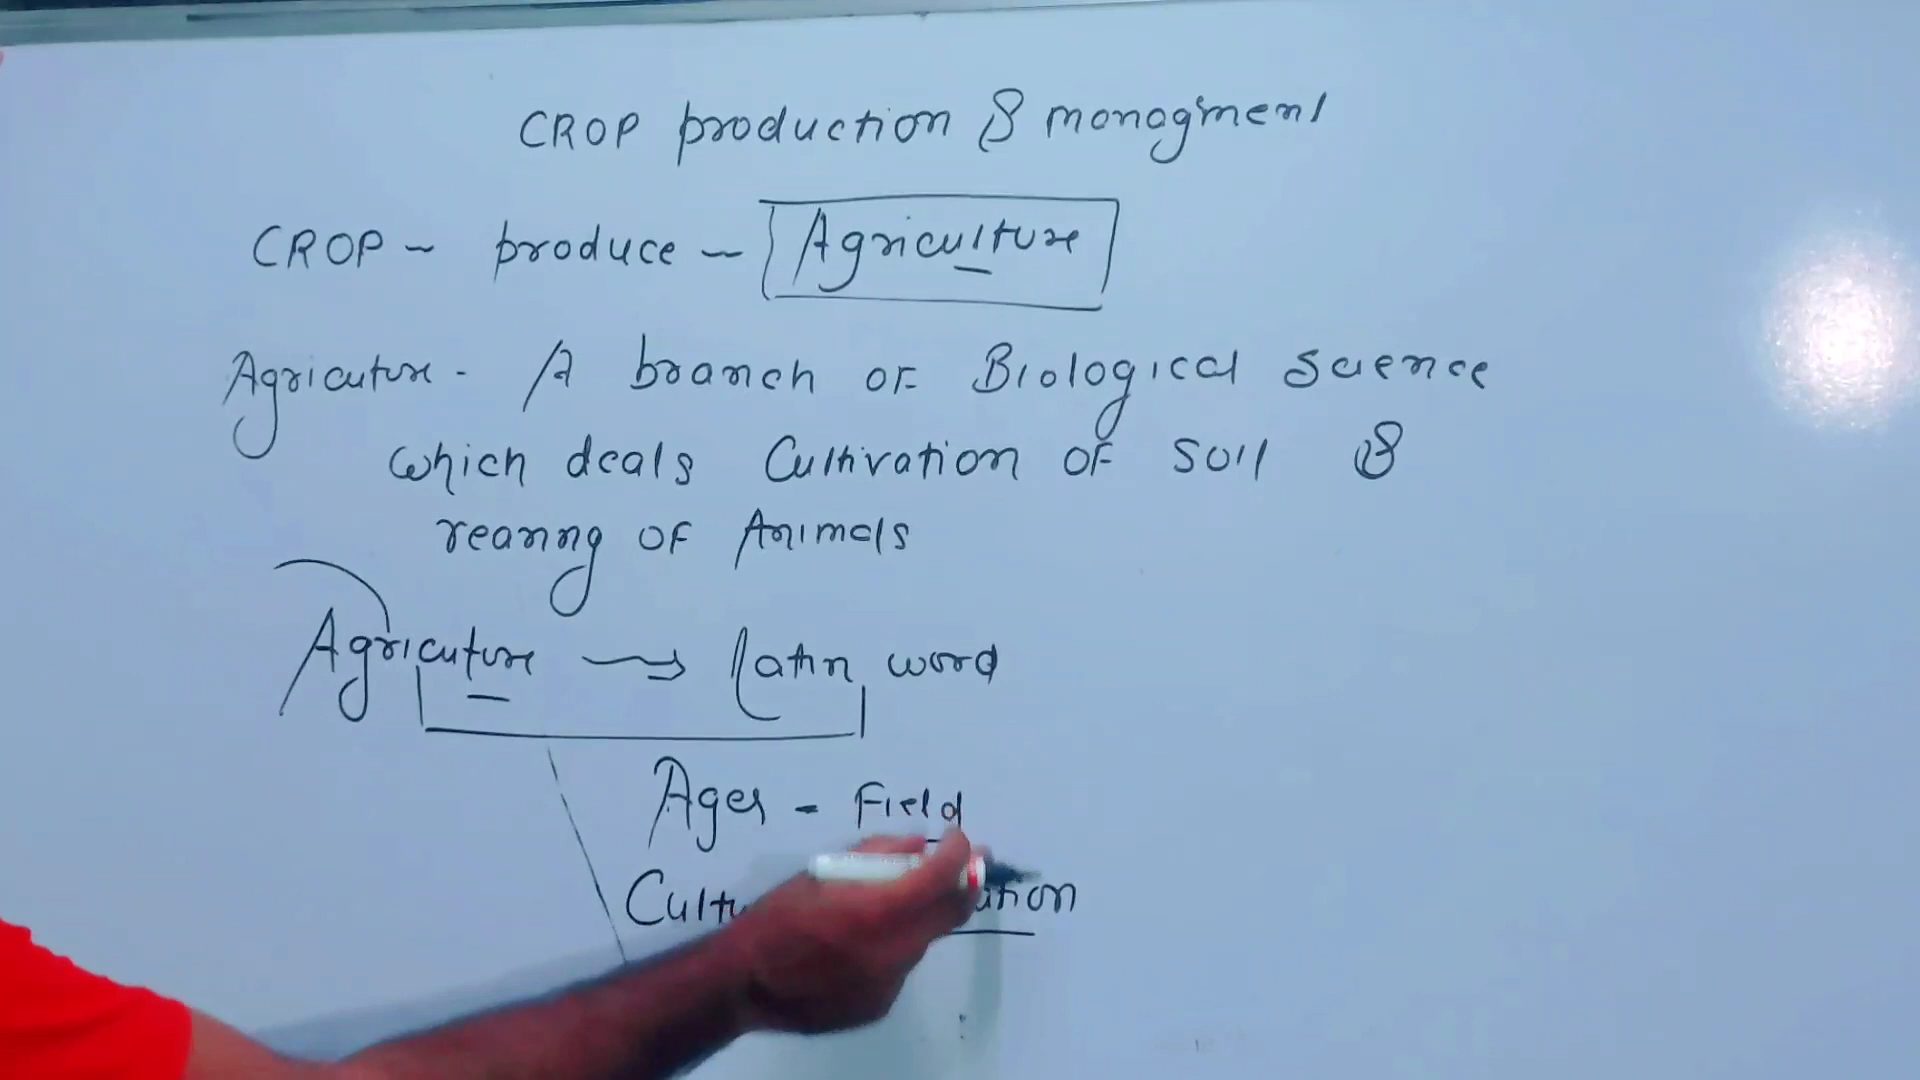 CROP production & managment
CROP - produce - Agriculture
Agricuture - A branch of Biological science
which deals Cultivation of soil &
rearing of Animals
Agricuture → Latin word
Ager - Field